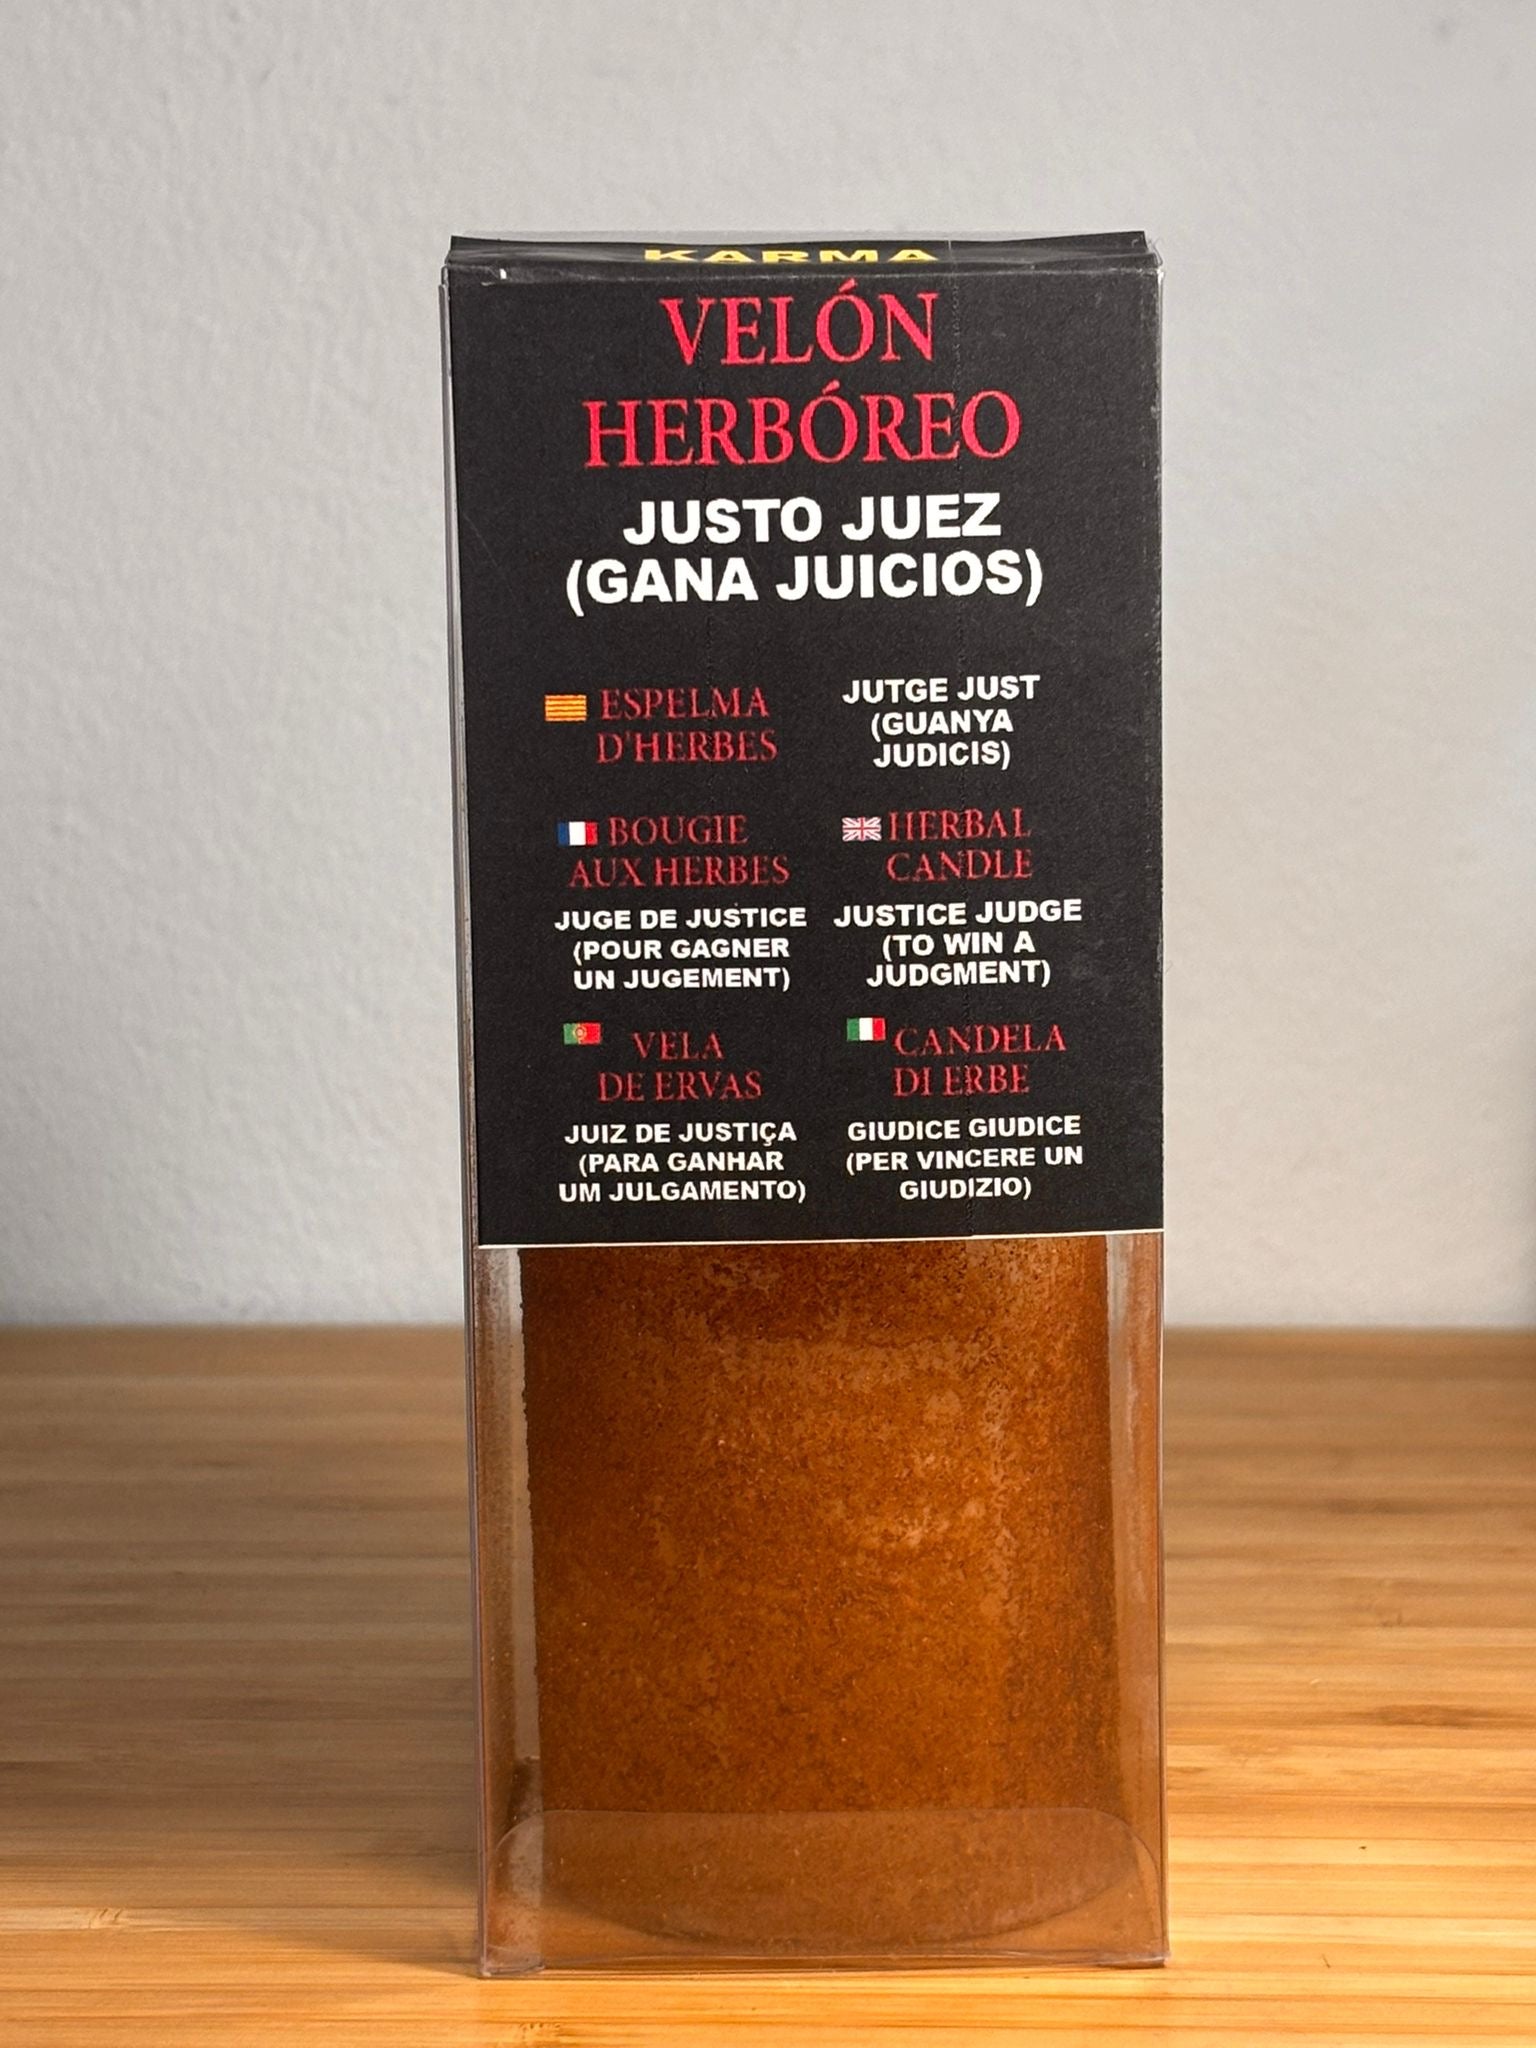 KARMA
VELÓN
HERBÓREO
JUSTO JUEZ
(GANA JUICIOS)
ESPELMA
D'HERBES
JUTGE JUST
(GUANYA
JUDICIS)
BOUGIE
AUX HERBES
JUGE DE JUSTICE
(POUR GAGNER
UN JUGEMENT)
HERBAL
CANDLE
JUSTICE JUDGE
(TO WIN A
JUDGMENT)
VELA
DE ERVAS
JUIZ DE JUSTIÇA
(PARA GANHAR
UM JULGAMENTO)
CANDELA
DI ERBE
GIUDICE GIUDICE
(PER VINCERE UN
GIUDIZIO)